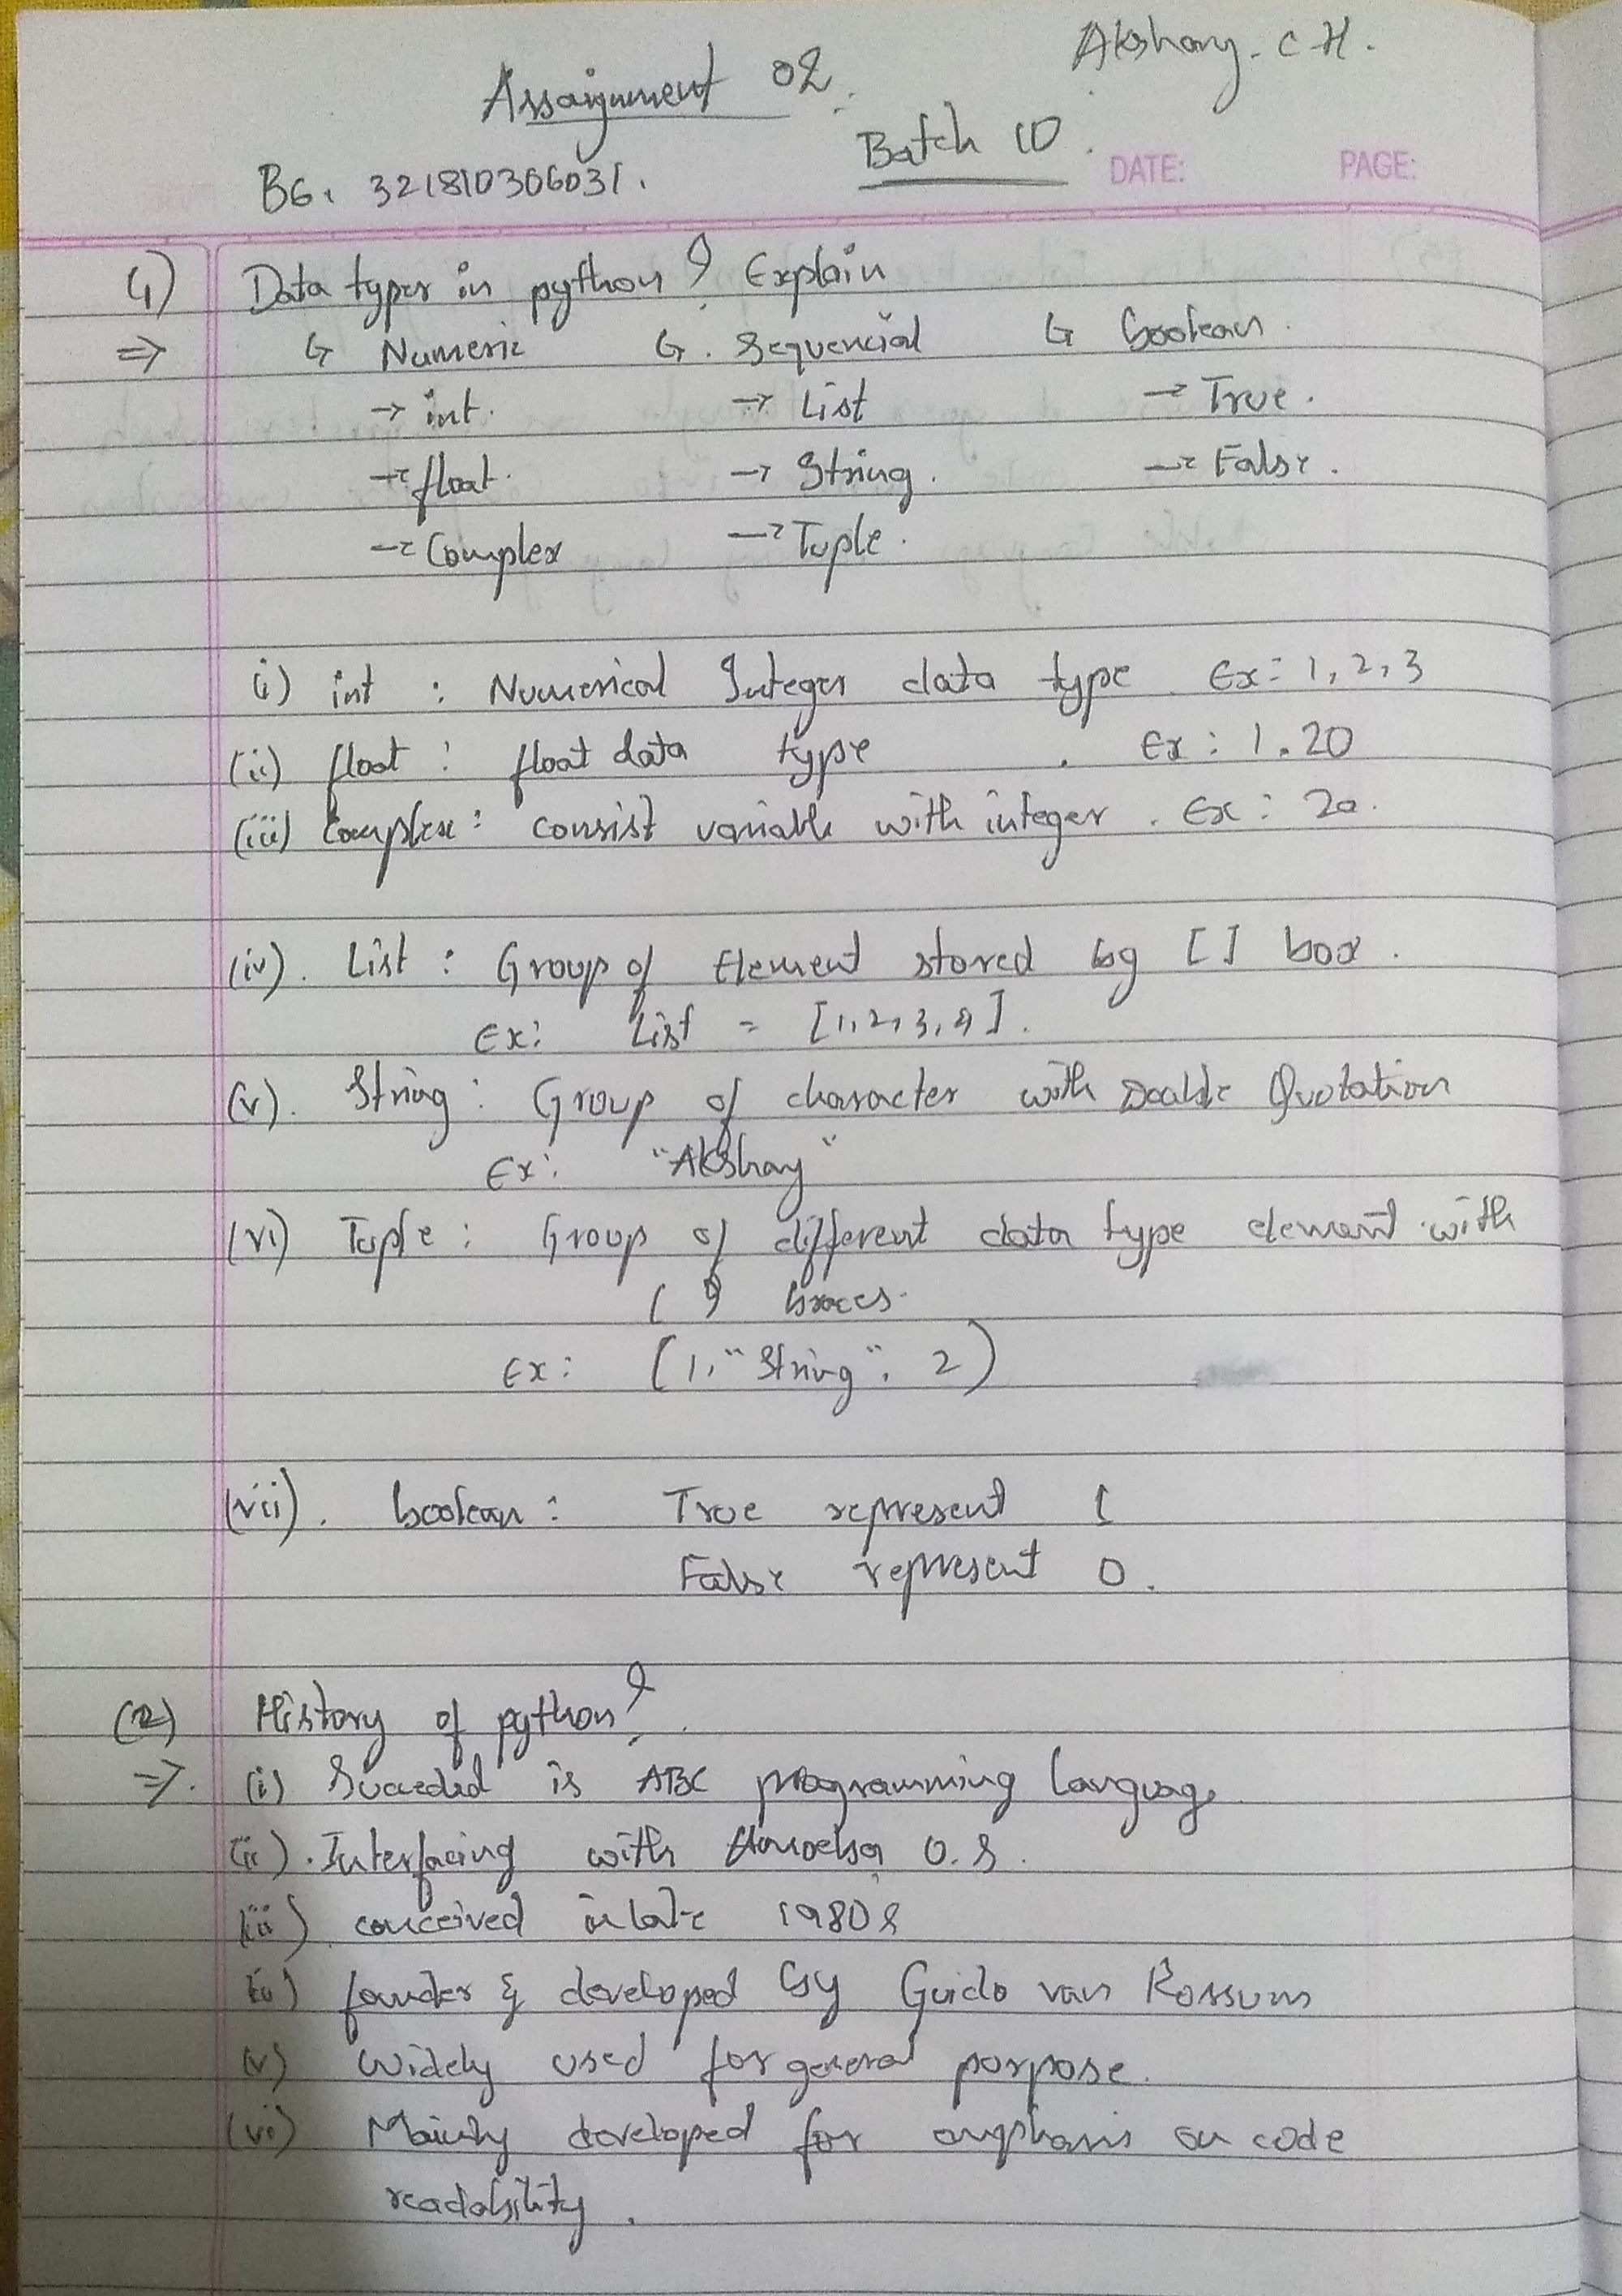 Akshay. C H.
Assaignment 02.
Batch 10.
DATE: PAGE:
BG. 321810306031.
1) Data types in python? Explain
⇒ ↳ Numeric ↳. Sequencial ↳ boolean.
→ int. → List → True.
→ float. → String. → False.
→ Complex → Tuple.
i) int : Numerical Integer data type. Ex: 1, 2, 3
(ii) float : float data type. Ex : 1.20
(iii) Complex : consist variable with integer. Ex : 2a.
(iv). List : Group of Element stored by [ ] box.
Ex: List = [1,2,3,4].
(v). String : Group of character with Double Quotation
Ex: "Akshay"
(vi) Tuple : Group of different data type element with
( ) braces.
Ex: (1, "String", 2)
(vii). boolean : True represent 1
False represent 0.
(2) History of python?
⇒. (i) Succeded is ABC programming language
(ii). Interfacing with O.S.
(iii) conceived in late 1980s
iv) founder & developed by Guido van Rossum
(v) Widely used for general porpose.
(vi) Mainly developed for emphasis on code
readability.